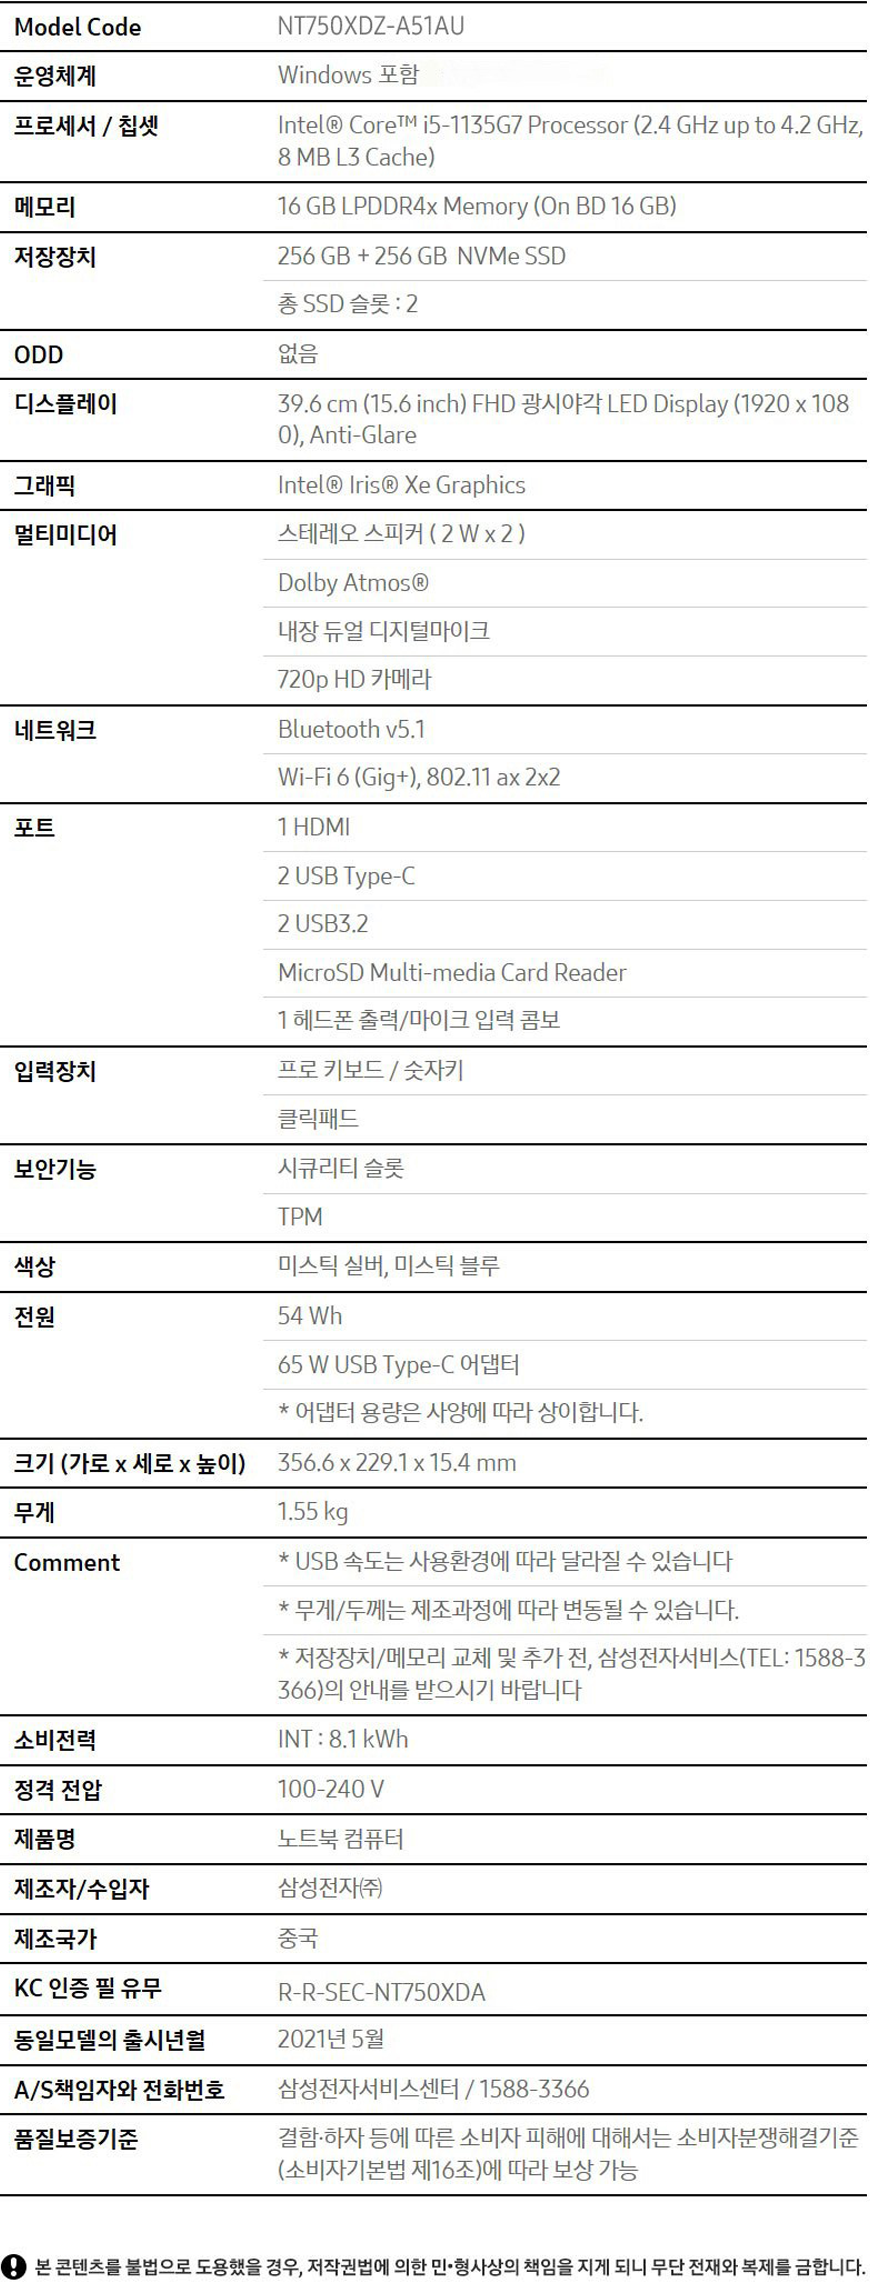 Model Code NT750XDZ-A51AU
운영체계 Windows 포함
프로세서 / 칩셋 Intel® Core™ i5-1135G7 Processor (2.4 GHz up to 4.2 GHz,
8 MB L3 Cache)
메모리 16 GB LPDDR4x Memory (On BD 16 GB)
저장장치 256 GB + 256 GB NVMe SSD
총 SSD 슬롯 : 2
ODD 없음
디스플레이 39.6 cm (15.6 inch) FHD 광시야각 LED Display (1920 x 108
0), Anti-Glare
그래픽 Intel® Iris® Xe Graphics
멀티미디어 스테레오 스피커 ( 2 W x 2 )
Dolby Atmos®
내장 듀얼 디지털마이크
720p HD 카메라
네트워크 Bluetooth v5.1
Wi-Fi 6 (Gig+), 802.11 ax 2x2
포트 1 HDMI
2 USB Type-C
2 USB3.2
MicroSD Multi-media Card Reader
1 헤드폰 출력/마이크 입력 콤보
입력장치 프로 키보드 / 숫자키
클릭패드
보안기능 시큐리티 슬롯
TPM
색상 미스틱 실버, 미스틱 블루
전원 54 Wh
65 W USB Type-C 어댑터
* 어댑터 용량은 사양에 따라 상이합니다.
크기 (가로 x 세로 x 높이) 356.6 x 229.1 x 15.4 mm
무게 1.55 kg
Comment * USB 속도는 사용환경에 따라 달라질 수 있습니다
* 무게/두께는 제조과정에 따라 변동될 수 있습니다.
* 저장장치/메모리 교체 및 추가 전, 삼성전자서비스(TEL: 1588-3
366)의 안내를 받으시기 바랍니다
소비전력 INT : 8.1 kWh
정격 전압 100-240 V
제품명 노트북 컴퓨터
제조자/수입자 삼성전자㈜
제조국가 중국
KC 인증 필 유무 R-R-SEC-NT750XDA
동일모델의 출시년월 2021년 5월
A/S책임자와 전화번호 삼성전자서비스센터 / 1588-3366
품질보증기준 결함·하자 등에 따른 소비자 피해에 대해서는 소비자분쟁해결기준
(소비자기본법 제16조)에 따라 보상 가능
본 콘텐츠를 불법으로 도용했을 경우, 저작권법에 의한 민•형사상의 책임을 지게 되니 무단 전재와 복제를 금합니다.